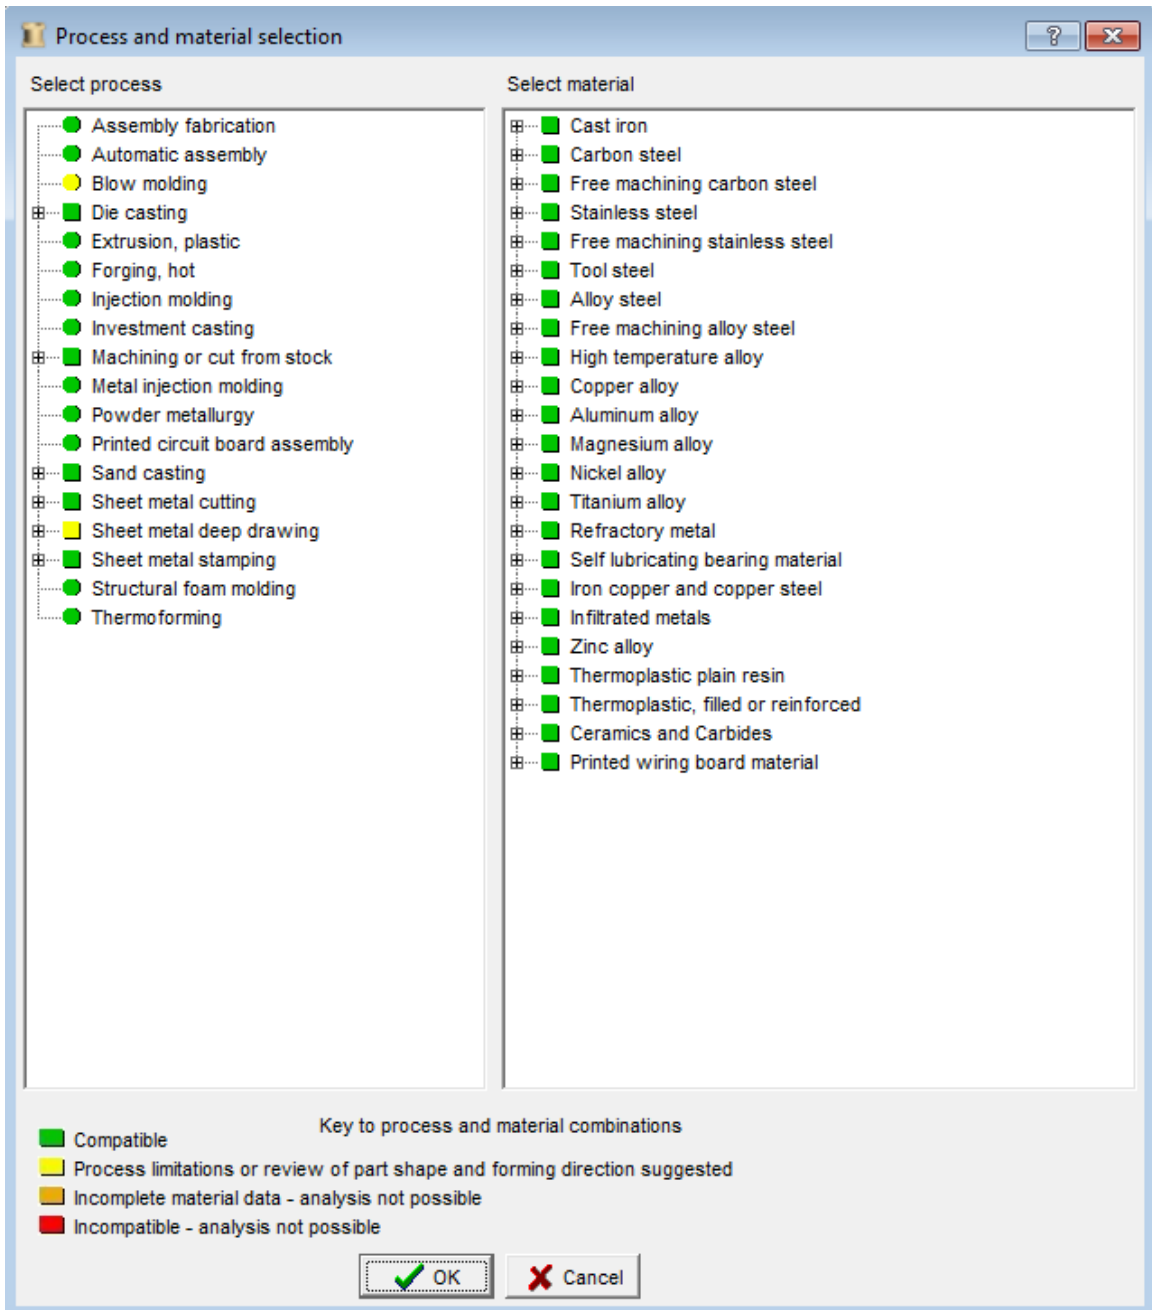 Process and material selection
Select process
Assembly fabrication
Automatic assembly
Blow molding
Die casting
Extrusion, plastic
Forging, hot
Injection molding
Investment casting
Machining or cut from stock
Metal injection molding
Powder metallurgy
Printed circuit board assembly
Sand casting
Sheet metal cutting
Sheet metal deep drawing
Sheet metal stamping
Structural foam molding
Thermoforming
Select material
Cast iron
Carbon steel
Free machining carbon steel
Stainless steel
Free machining stainless steel
Tool steel
Alloy steel
Free machining alloy steel
High temperature alloy
Copper alloy
Aluminum alloy
Magnesium alloy
Nickel alloy
Titanium alloy
Refractory metal
Self lubricating bearing material
Iron copper and copper steel
Infiltrated metals
Zinc alloy
Thermoplastic plain resin
Thermoplastic, filled or reinforced
Ceramics and Carbides
Printed wiring board material
Key to process and material combinations
Compatible
Process limitations or review of part shape and forming direction suggested
Incomplete material data - analysis not possible
Incompatible - analysis not possible
OK
Cancel